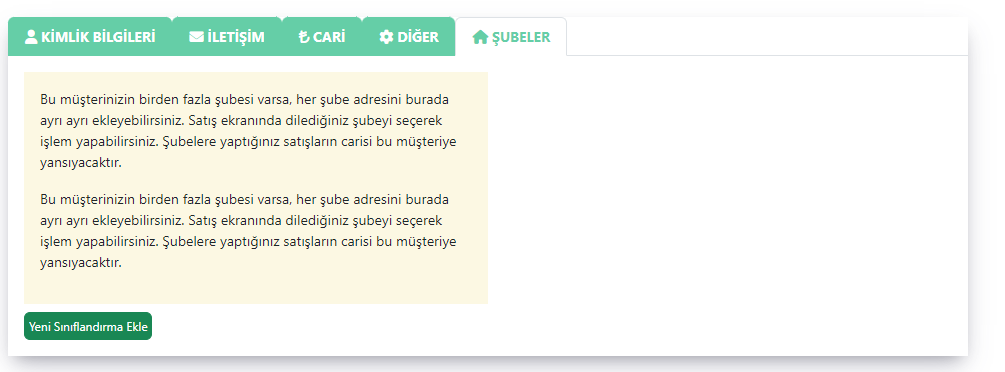 KİMLİK BİLGİLERİ İLETİŞİM ₺ CARİ DİĞER ŞUBELER
Bu müşterinizin birden fazla şubesi varsa, her şube adresini burada
ayrı ayrı ekleyebilirsiniz. Satış ekranında dilediğiniz şubeyi seçerek
işlem yapabilirsiniz. Şubelere yaptığınız satışların carisi bu müşteriye
yansıyacaktır.
Bu müşterinizin birden fazla şubesi varsa, her şube adresini burada
ayrı ayrı ekleyebilirsiniz. Satış ekranında dilediğiniz şubeyi seçerek
işlem yapabilirsiniz. Şubelere yaptığınız satışların carisi bu müşteriye
yansıyacaktır.
Yeni Sınıflandırma Ekle